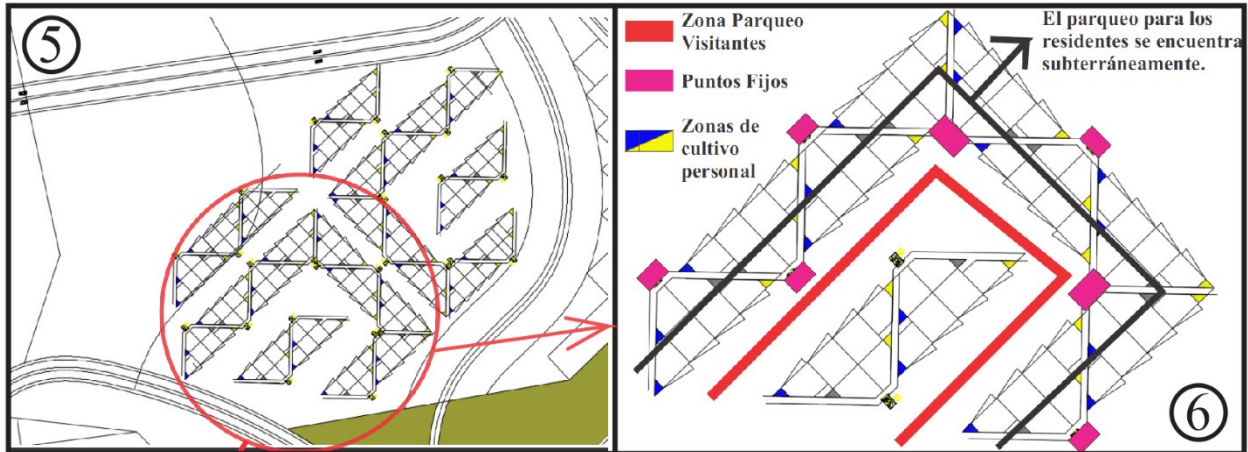 5
Zona Parqueo
Visitantes
Puntos Fijos
Zonas de
cultivo
personal
El parqueo para los
residentes se encuentra
subterráneamente.
6